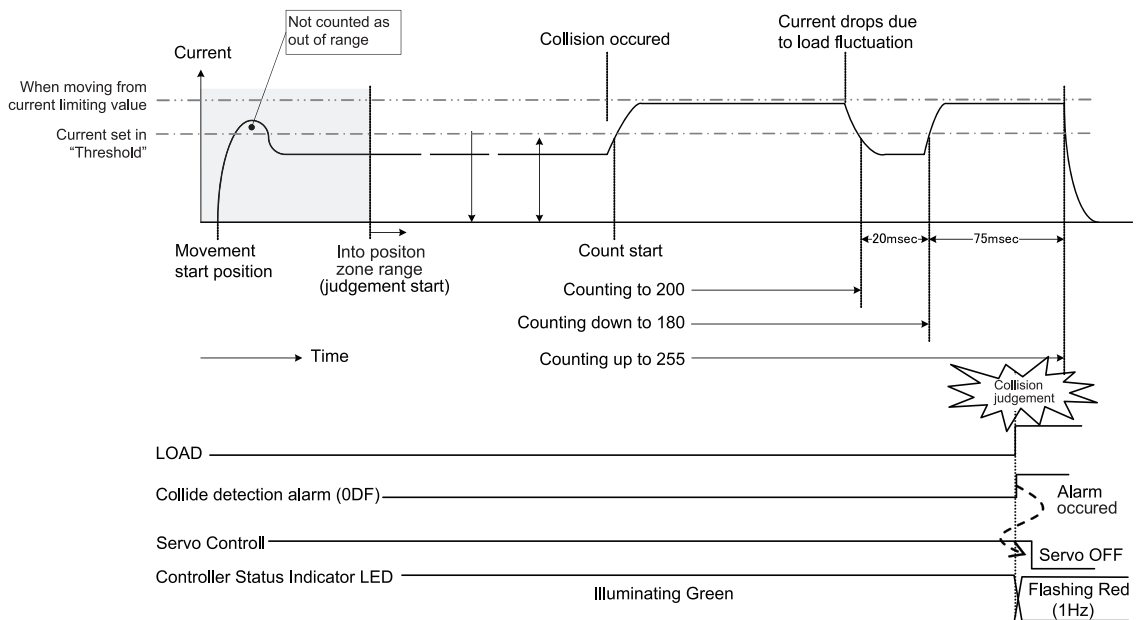 Not counted as
out of range
Current
Collision occured
Current drops due
to load fluctuation
When moving from
current limiting value
Current set in
“Threshold”
Movement
start position
Into positon
zone range
(judgement start)
Count start
20msec
75msec
Counting to 200
Counting down to 180
Time
Counting up to 255
Collision
judgement
LOAD
Collide detection alarm (0DF)
Alarm
occured
Servo Controll
Servo OFF
Controller Status Indicator LED
Illuminating Green
Flashing Red
(1Hz)